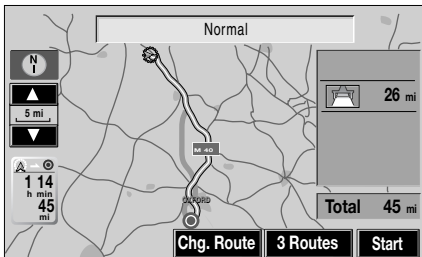 Normal
N
5 mi
26 mi
M 40
A
1 14
h min
45
mi
OXFORD
Total 45 mi
Chg. Route
3 Routes
Start